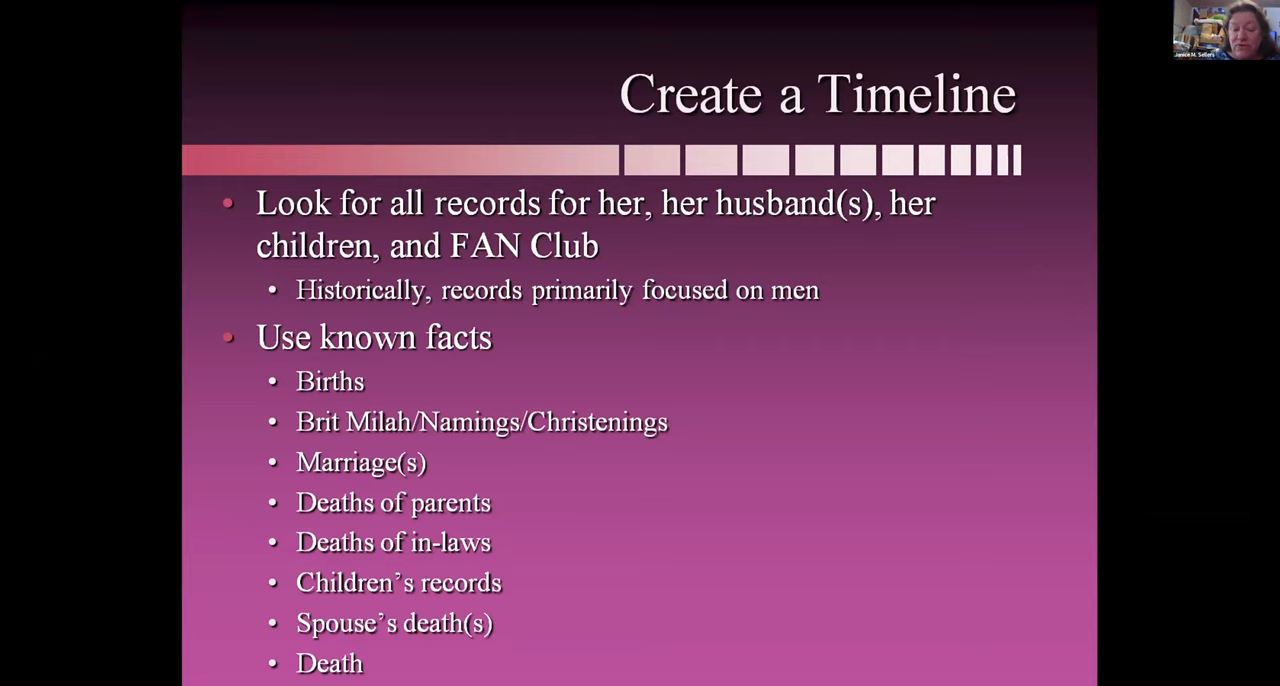 Create a Timeline
• Look for all records for her, her husband(s), her
children, and FAN Club
• Historically, records primarily focused on men
• Use known facts
• Births
• Brit Milah/Namings/Christenings
• Marriage(s)
• Deaths of parents
• Deaths of in-laws
• Children’s records
• Spouse’s death(s)
• Death
Janice M. Sellers